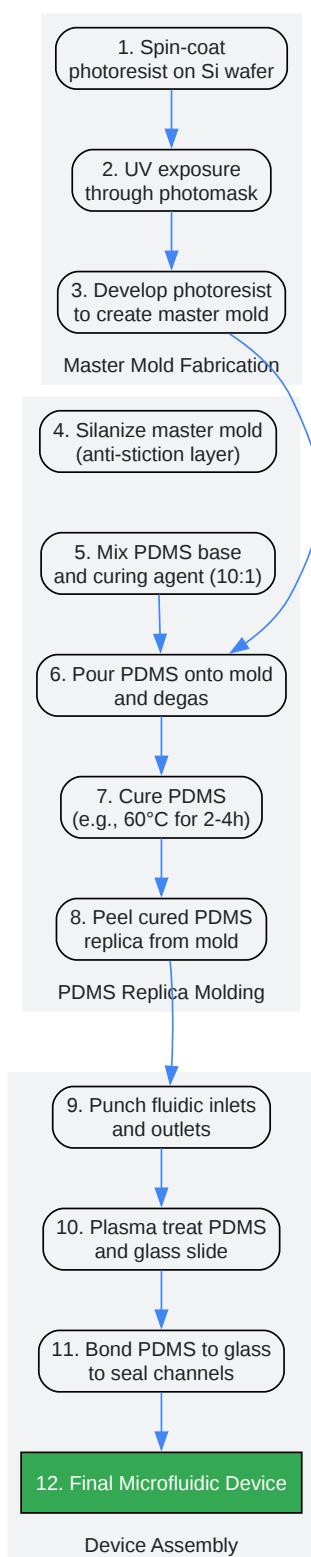 1. Spin-coat
photoresist on Si wafer
2. UV exposure
through photomask
3. Develop photoresist
to create master mold
Master Mold Fabrication
4. Silanize master mold
(anti-stiction layer)
5. Mix PDMS base
and curing agent (10:1)
6. Pour PDMS onto mold
and degas
7. Cure PDMS
(e.g., 60°C for 2-4h)
8. Peel cured PDMS
replica from mold
PDMS Replica Molding
9. Punch fluidic inlets
and outlets
10. Plasma treat PDMS
and glass slide
11. Bond PDMS to glass
to seal channels
12. Final Microfluidic Device
Device Assembly